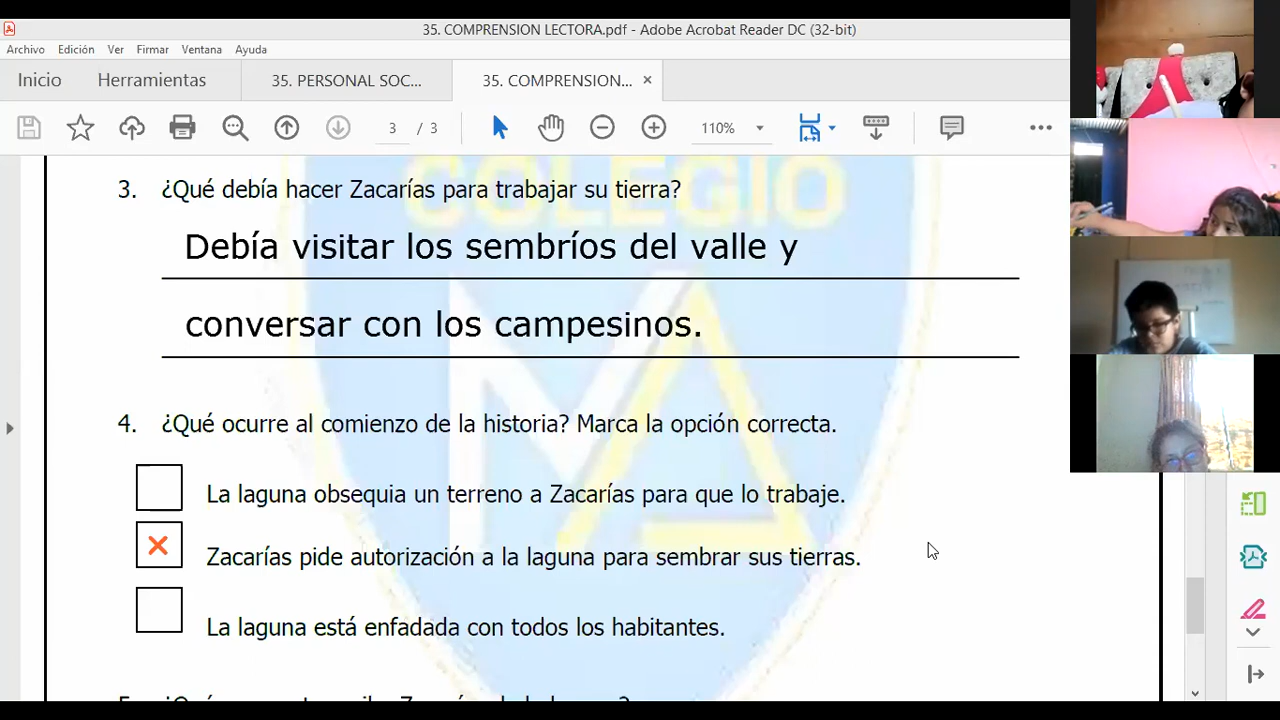 35. COMPRENSION LECTORA.pdf - Adobe Acrobat Reader DC (32-bit)
Archivo Edición Ver Firmar Ventana Ayuda
Inicio Herramientas 35. PERSONAL SOC... 35. COMPRENSION... ×
/ 3 110%
COLEGIO
3. ¿Qué debía hacer Zacarías para trabajar su tierra?
Debía visitar los sembríos del valle y
conversar con los campesinos.
4. ¿Qué ocurre al comienzo de la historia? Marca la opción correcta.
La laguna obsequia un terreno a Zacarías para que lo trabaje.
Zacarías pide autorización a la laguna para sembrar sus tierras.
La laguna está enfadada con todos los habitantes.